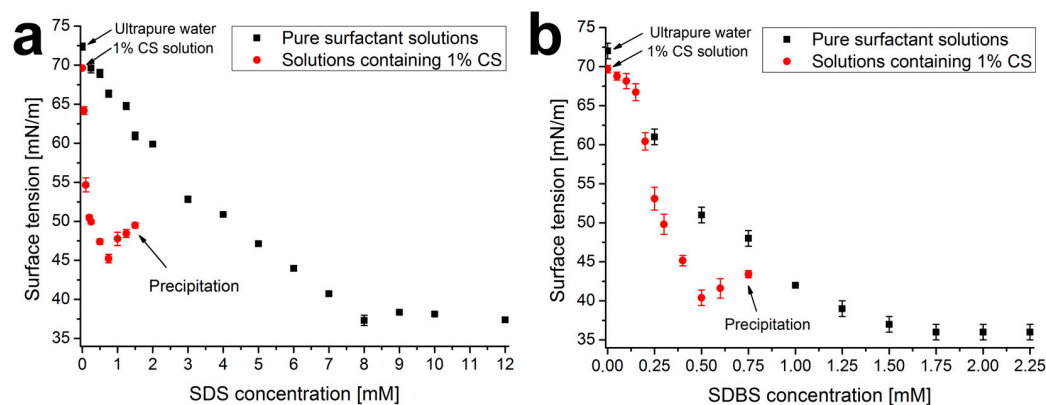 a
Ultrapure water
1% CS solution
Pure surfactant solutions
Solutions containing 1% CS
Precipitation
Surface tension [mN/m]
75
70
65
60
55
50
45
40
35
0 1 2 3 4 5 6 7 8 9 10 11 12
SDS concentration [mM]
b
Ultrapure water
1% CS solution
Pure surfactant solutions
Solutions containing 1% CS
Precipitation
Surface tension [mN/m]
75
70
65
60
55
50
45
40
35
0.00 0.25 0.50 0.75 1.00 1.25 1.50 1.75 2.00 2.25
SDBS concentration [mM]